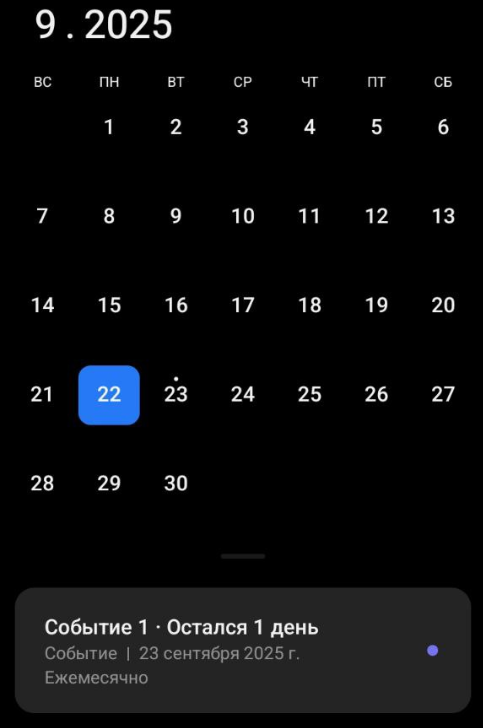 9 . 2025
ВС ПН ВТ СР ЧТ ПТ СБ
1 2 3 4 5 6
7 8 9 10 11 12 13
14 15 16 17 18 19 20
21 22 23 24 25 26 27
28 29 30
Событие 1 · Остался 1 день
Событие | 23 сентября 2025 г.
Ежемесячно